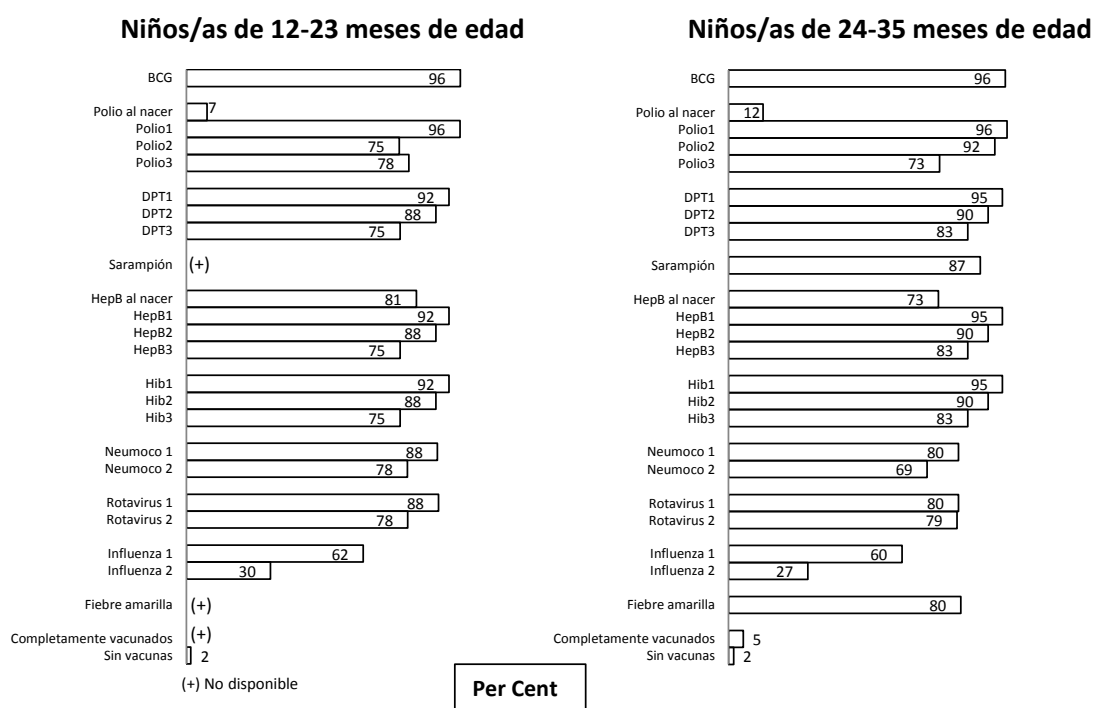 Niños/as de 12-23 meses de edad
BCG 96
Polio al nacer 7
Polio1 96
Polio2 75
Polio3 78
DPT1 92
DPT2 88
DPT3 75
Sarampión (+)
HepB al nacer 81
HepB1 92
HepB2 88
HepB3 75
Hib1 92
Hib2 88
Hib3 75
Neumoco 1 88
Neumoco 2 78
Rotavirus 1 88
Rotavirus 2 78
Influenza 1 62
Influenza 2 30
Fiebre amarilla (+)
Completamente vacunados (+)
Sin vacunas 2
(+) No disponible
Niños/as de 24-35 meses de edad
BCG 96
Polio al nacer 12
Polio1 96
Polio2 92
Polio3 73
DPT1 95
DPT2 90
DPT3 83
Sarampión 87
HepB al nacer 73
HepB1 95
HepB2 90
HepB3 83
Hib1 95
Hib2 90
Hib3 83
Neumoco 1 80
Neumoco 2 69
Rotavirus 1 80
Rotavirus 2 79
Influenza 1 60
Influenza 2 27
Fiebre amarilla 80
Completamente vacunados 5
Sin vacunas 2
Per Cent